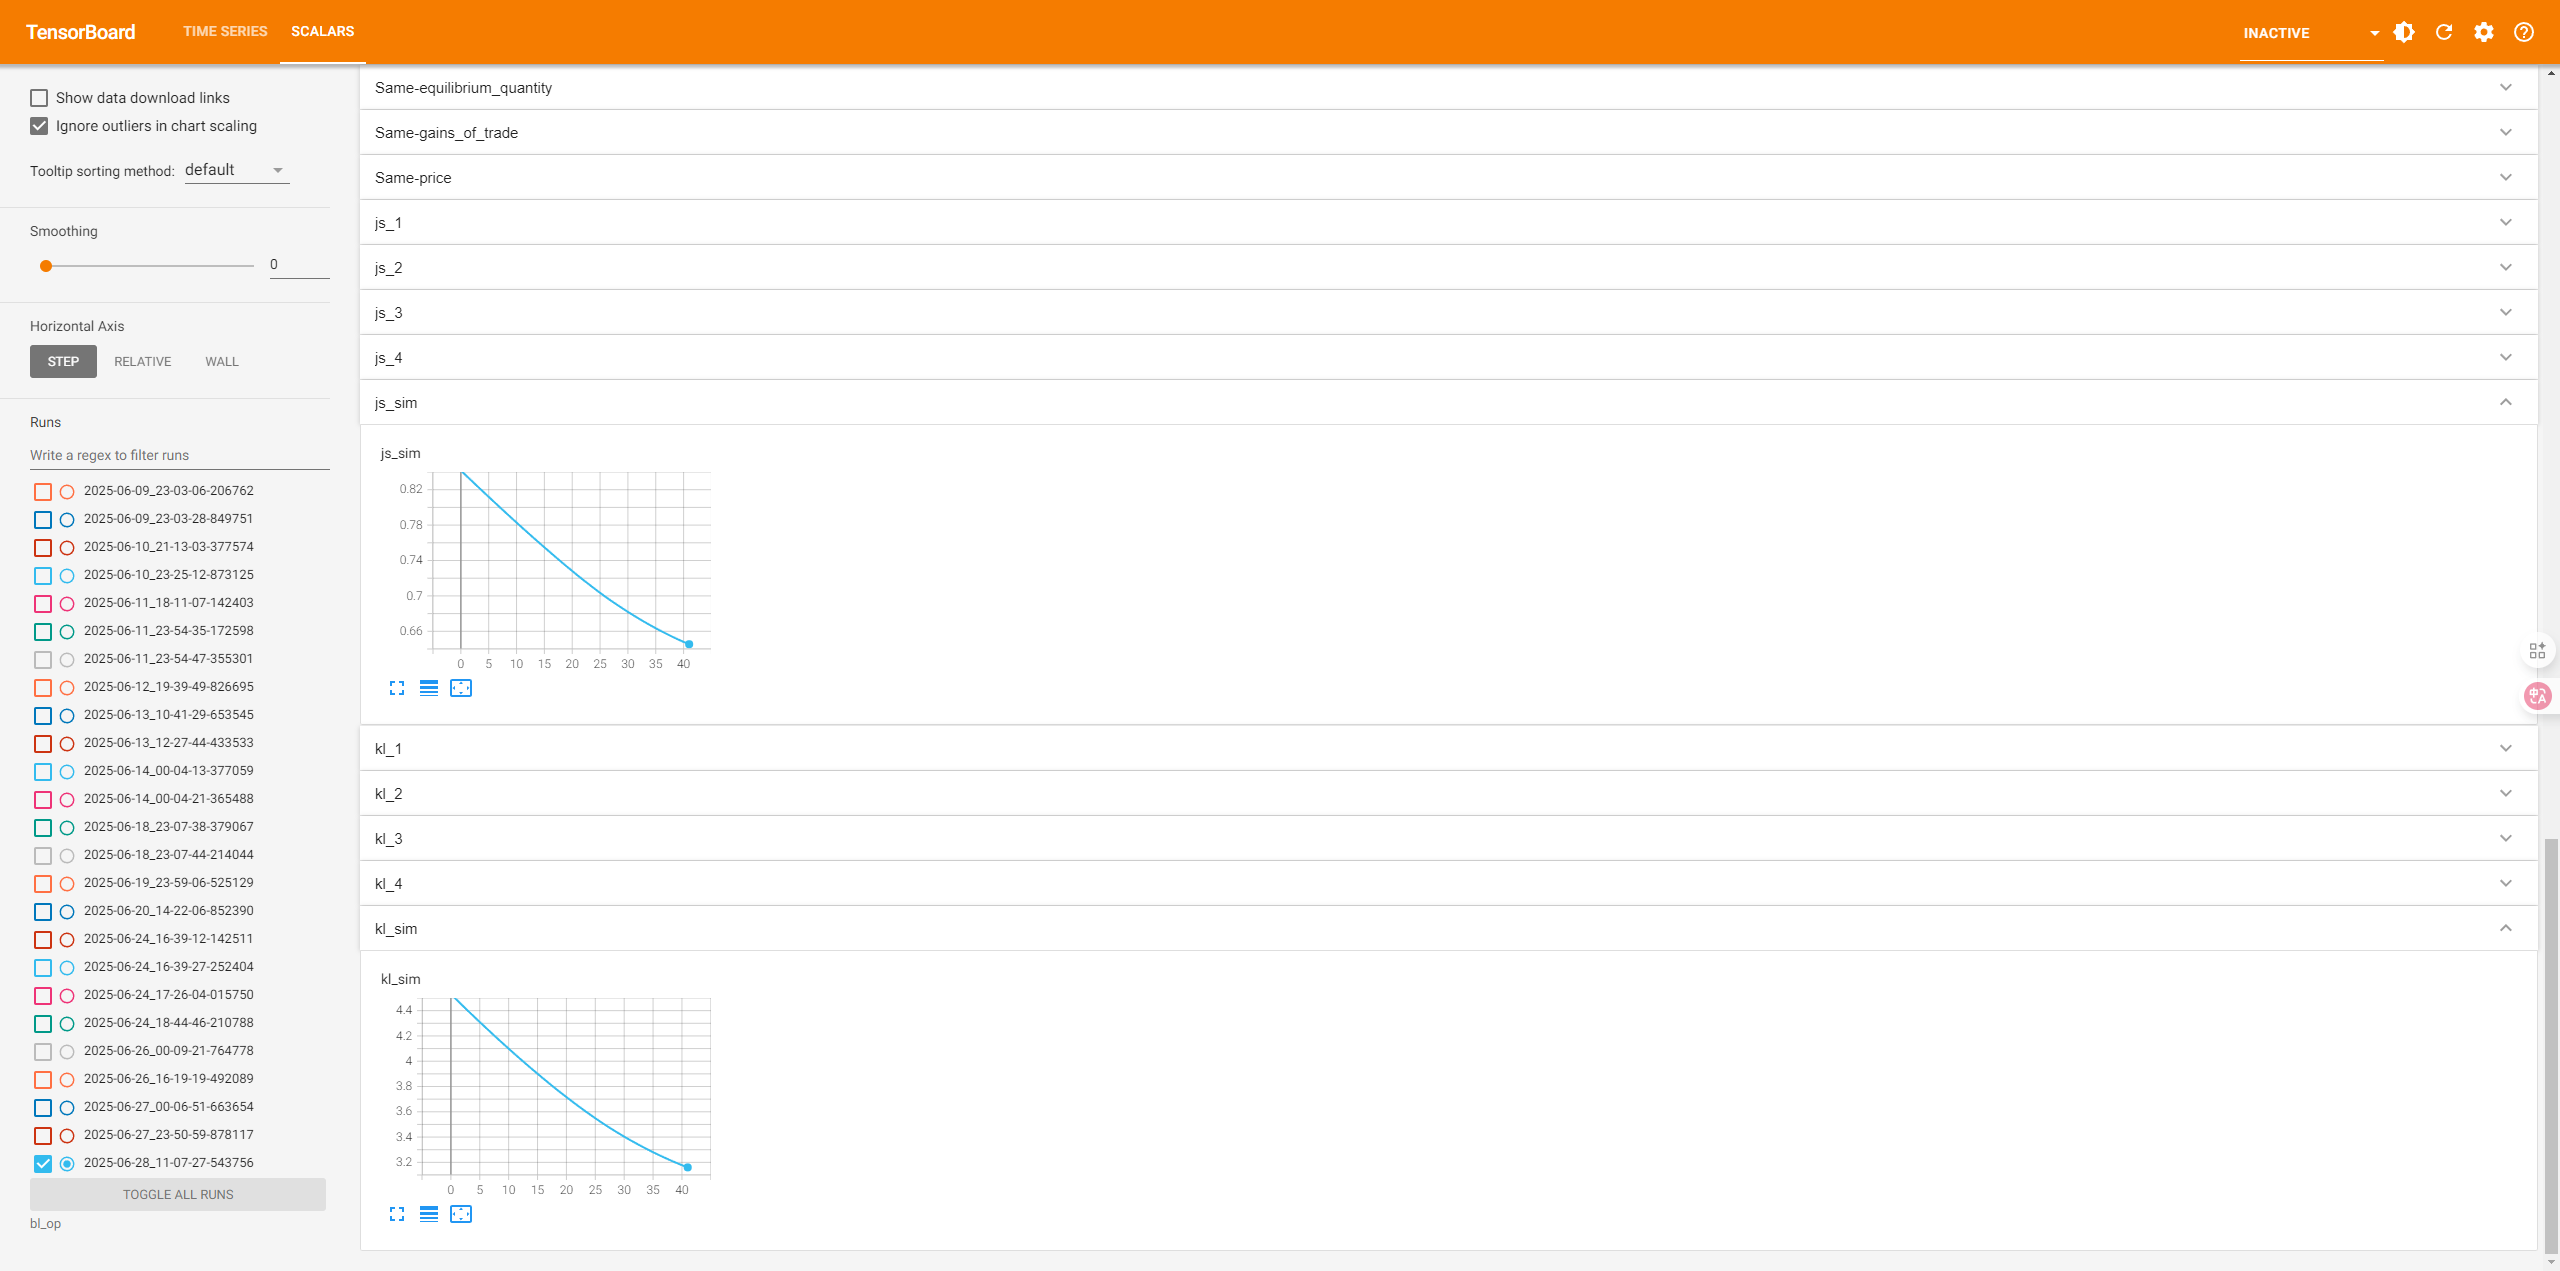 TensorBoard
TIME SERIES
SCALARS
INACTIVE
Show data download links
Ignore outliers in chart scaling
Tooltip sorting method: default
Smoothing
0
Horizontal Axis
STEP RELATIVE WALL
Runs
Write a regex to filter runs
2025-06-09_23-03-06-206762
2025-06-09_23-03-28-849751
2025-06-10_21-13-03-377574
2025-06-10_23-25-12-873125
2025-06-11_18-11-07-142403
2025-06-11_23-54-35-172598
2025-06-11_23-54-47-355301
2025-06-12_19-39-49-826695
2025-06-13_10-41-29-653545
2025-06-13_12-27-44-433533
2025-06-14_00-04-13-377059
2025-06-14_00-04-21-365488
2025-06-18_23-07-38-379067
2025-06-18_23-07-44-214044
2025-06-19_23-59-06-525129
2025-06-20_14-22-06-852390
2025-06-24_16-39-12-142511
2025-06-24_16-39-27-252404
2025-06-24_17-26-04-015750
2025-06-24_18-44-46-210788
2025-06-26_00-09-21-764778
2025-06-26_16-19-19-492089
2025-06-27_00-06-51-663654
2025-06-27_23-50-59-878117
2025-06-28_11-07-27-543756
TOGGLE ALL RUNS
bl_op
Same-equilibrium_quantity
Same-gains_of_trade
Same-price
js_1
js_2
js_3
js_4
js_sim
js_sim
0.82
0.78
0.74
0.7
0.66
0 5 10 15 20 25 30 35 40
kl_1
kl_2
kl_3
kl_4
kl_sim
kl_sim
4.4
4.2
4
3.8
3.6
3.4
3.2
0 5 10 15 20 25 30 35 40